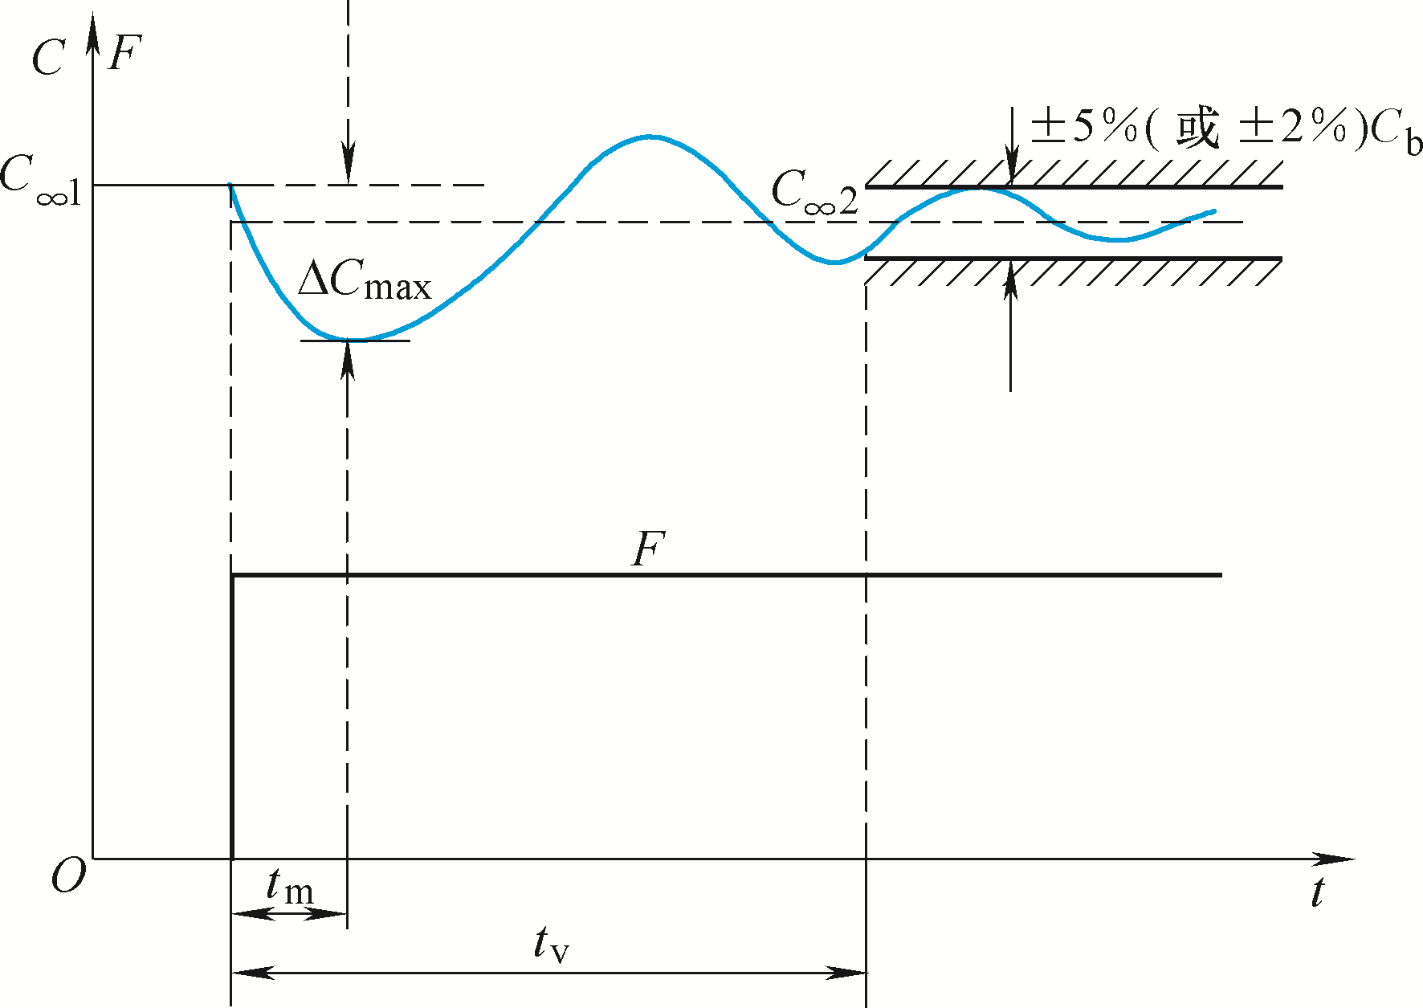 C F
±5%(或±2%)C_b
C_∞1
C_∞2
ΔC_max
F
O
t_m
t
t_v